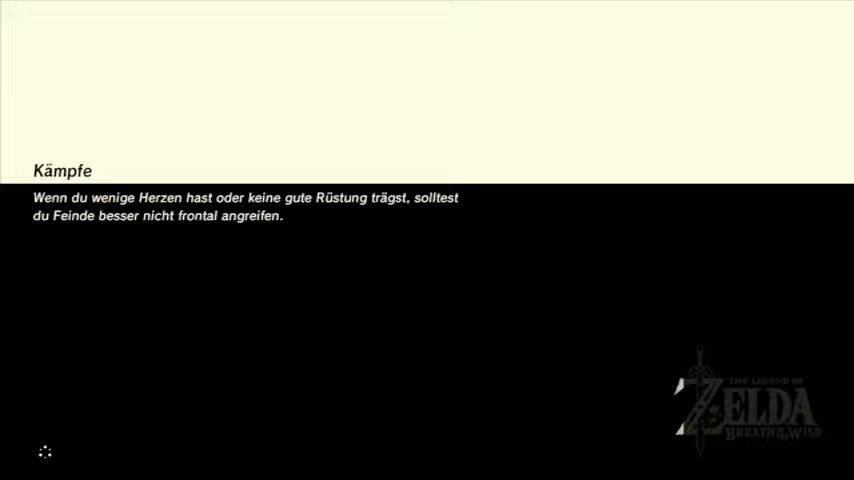 Kämpfe
Wenn du wenige Herzen hast oder keine gute Rüstung trägst, solltest
du Feinde besser nicht frontal angreifen.
THE LEGEND OF
ZELDA
BREATH OF THE WILD